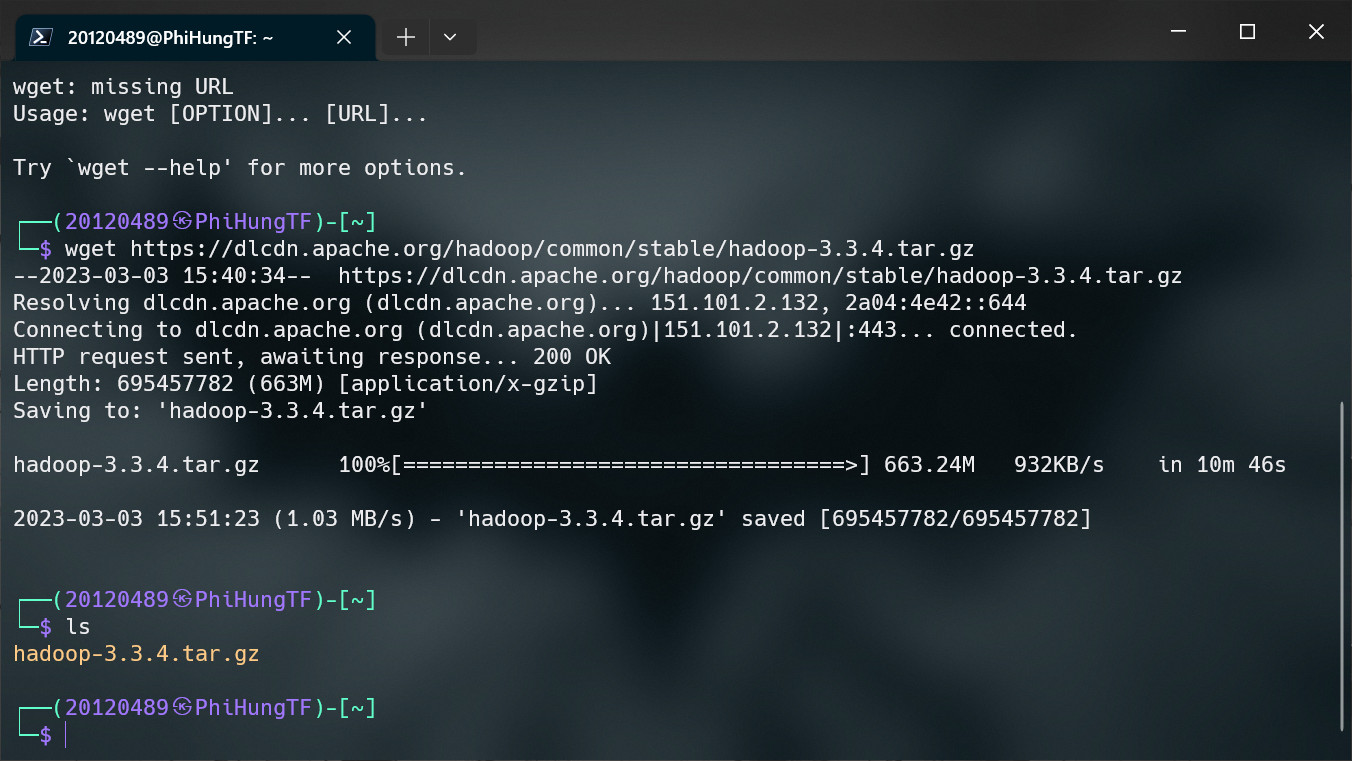 20120489@PhiHungTF: ~
wget: missing URL
Usage: wget [OPTION]... [URL]...
Try `wget --help' for more options.
┌──(20120489㉿PhiHungTF)-[~]
└─$ wget https://dlcdn.apache.org/hadoop/common/stable/hadoop-3.3.4.tar.gz
--2023-03-03 15:40:34--  https://dlcdn.apache.org/hadoop/common/stable/hadoop-3.3.4.tar.gz
Resolving dlcdn.apache.org (dlcdn.apache.org)... 151.101.2.132, 2a04:4e42::644
Connecting to dlcdn.apache.org (dlcdn.apache.org)|151.101.2.132|:443... connected.
HTTP request sent, awaiting response... 200 OK
Length: 695457782 (663M) [application/x-gzip]
Saving to: 'hadoop-3.3.4.tar.gz'
hadoop-3.3.4.tar.gz      100%[==================================>] 663.24M   932KB/s    in 10m 46s
2023-03-03 15:51:23 (1.03 MB/s) - 'hadoop-3.3.4.tar.gz' saved [695457782/695457782]
┌──(20120489㉿PhiHungTF)-[~]
└─$ ls
hadoop-3.3.4.tar.gz
┌──(20120489㉿PhiHungTF)-[~]
└─$